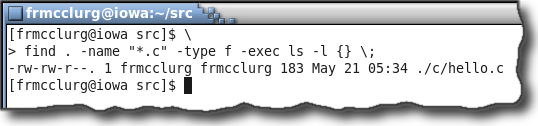 frmcclurg@iowa:~/src
[frmcclurg@iowa src]$ \
> find . -name "*.c" -type f -exec ls -l {} \;
-rw-rw-r--. 1 frmcclurg frmcclurg 183 May 21 05:34 ./c/hello.c
[frmcclurg@iowa src]$